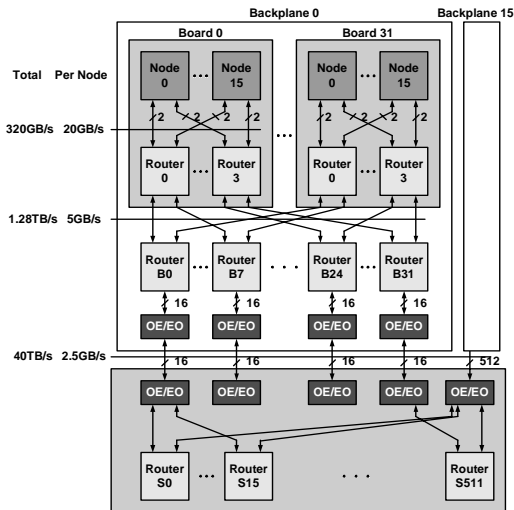 Backplane 0 Backplane 15
Board 0 Board 31
Total Per Node
Node 0 ... Node 15 Node 0 ... Node 15
2 2 2 2 2 2 2 2
320GB/s 20GB/s
...
Router 0 ... Router 3 Router 0 ... Router 3
1.28TB/s 5GB/s
Router B0 ... Router B7 . . . Router B24 ... Router B31
16 16 16 16
OE/EO OE/EO OE/EO OE/EO
40TB/s 2.5GB/s
16 16 16 16 512
OE/EO OE/EO OE/EO OE/EO OE/EO
Router S0 ... Router S15 . . . Router S511